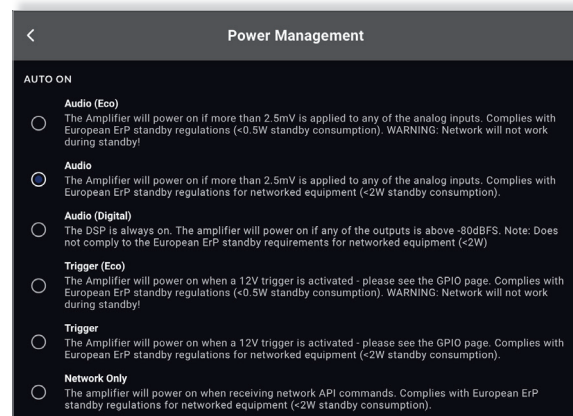 Power Management
AUTO ON
Audio (Eco)
The Amplifier will power on if more than 2.5mV is applied to any of the analog inputs. Complies with
European ErP standby regulations (<0.5W standby consumption). WARNING: Network will not work
during standby!
Audio
The Amplifier will power on if more than 2.5mV is applied to any of the analog inputs. Complies with
European ErP standby regulations for networked equipment (<2W standby consumption).
Audio (Digital)
The DSP is always on. The amplifier will power on if any of the outputs is above -80dBFS. Note: Does
not comply to the European ErP standby requirements for networked equipment (<2W)
Trigger (Eco)
The Amplifier will power on when a 12V trigger is activated - please see the GPIO page. Complies with
European ErP standby regulations (<0.5W standby consumption). WARNING: Network will not work
during standby!
Trigger
The Amplifier will power on when a 12V trigger is activated - please see the GPIO page. Complies with
European ErP standby regulations for networked equipment (<2W standby consumption).
Network Only
The amplifier will power on when receiving network API commands. Complies with European ErP
standby regulations for networked equipment (<2W standby consumption).